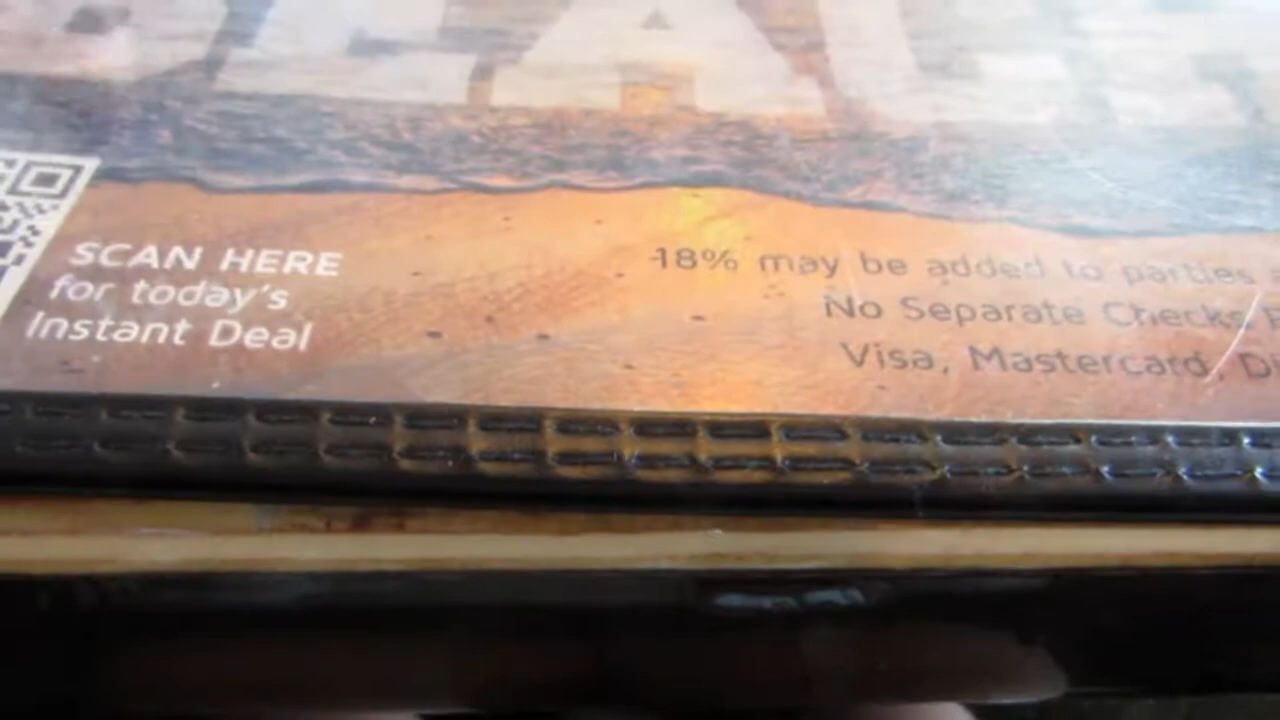 SCAN HERE
for today's
Instant Deal
18% may be added to parties
No Separate Checks
Visa, Mastercard,